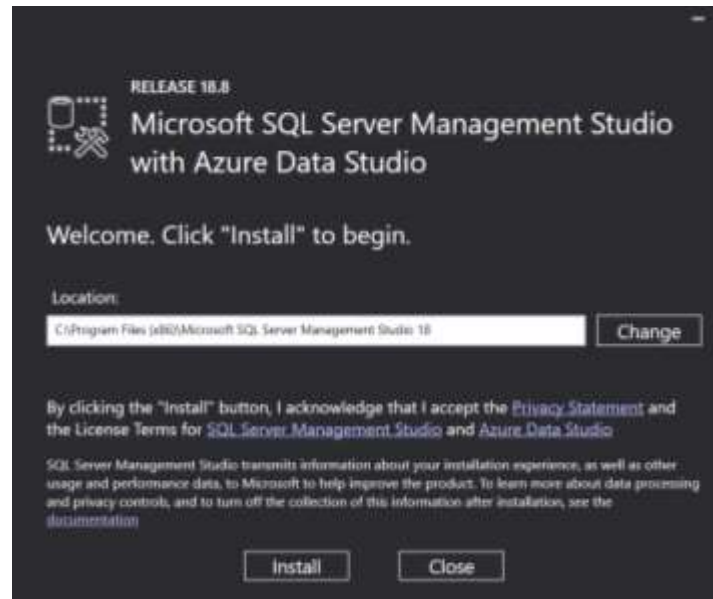 RELEASE 18.8
Microsoft SQL Server Management Studio
with Azure Data Studio
Welcome. Click "Install" to begin.
Location:
C:\Program Files (x86)\Microsoft SQL Server Management Studio 18
Change
By clicking the "Install" button, I acknowledge that I accept the Privacy Statement and
the License Terms for SQL Server Management Studio and Azure Data Studio
SQL Server Management Studio transmits information about your installation experience, as well as other
usage and performance data, to Microsoft to help improve the product. To learn more about data processing
and privacy controls, and to turn off the collection of this information after installation, see the
documentation
Install
Close